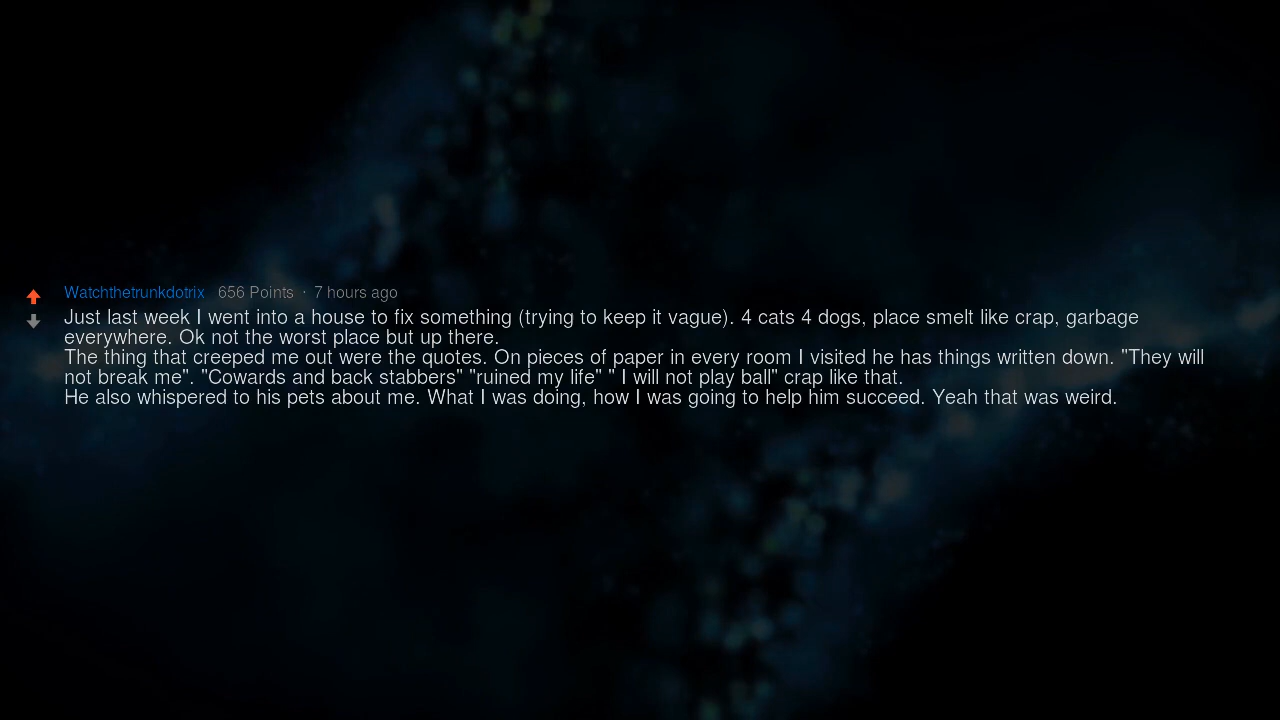 Watchthetrunkdotrix 656 Points · 7 hours ago
Just last week I went into a house to fix something (trying to keep it vague). 4 cats 4 dogs, place smelt like crap, garbage
everywhere. Ok not the worst place but up there.
The thing that creeped me out were the quotes. On pieces of paper in every room I visited he has things written down. "They will
not break me". "Cowards and back stabbers" "ruined my life" " I will not play ball" crap like that.
He also whispered to his pets about me. What I was doing, how I was going to help him succeed. Yeah that was weird.